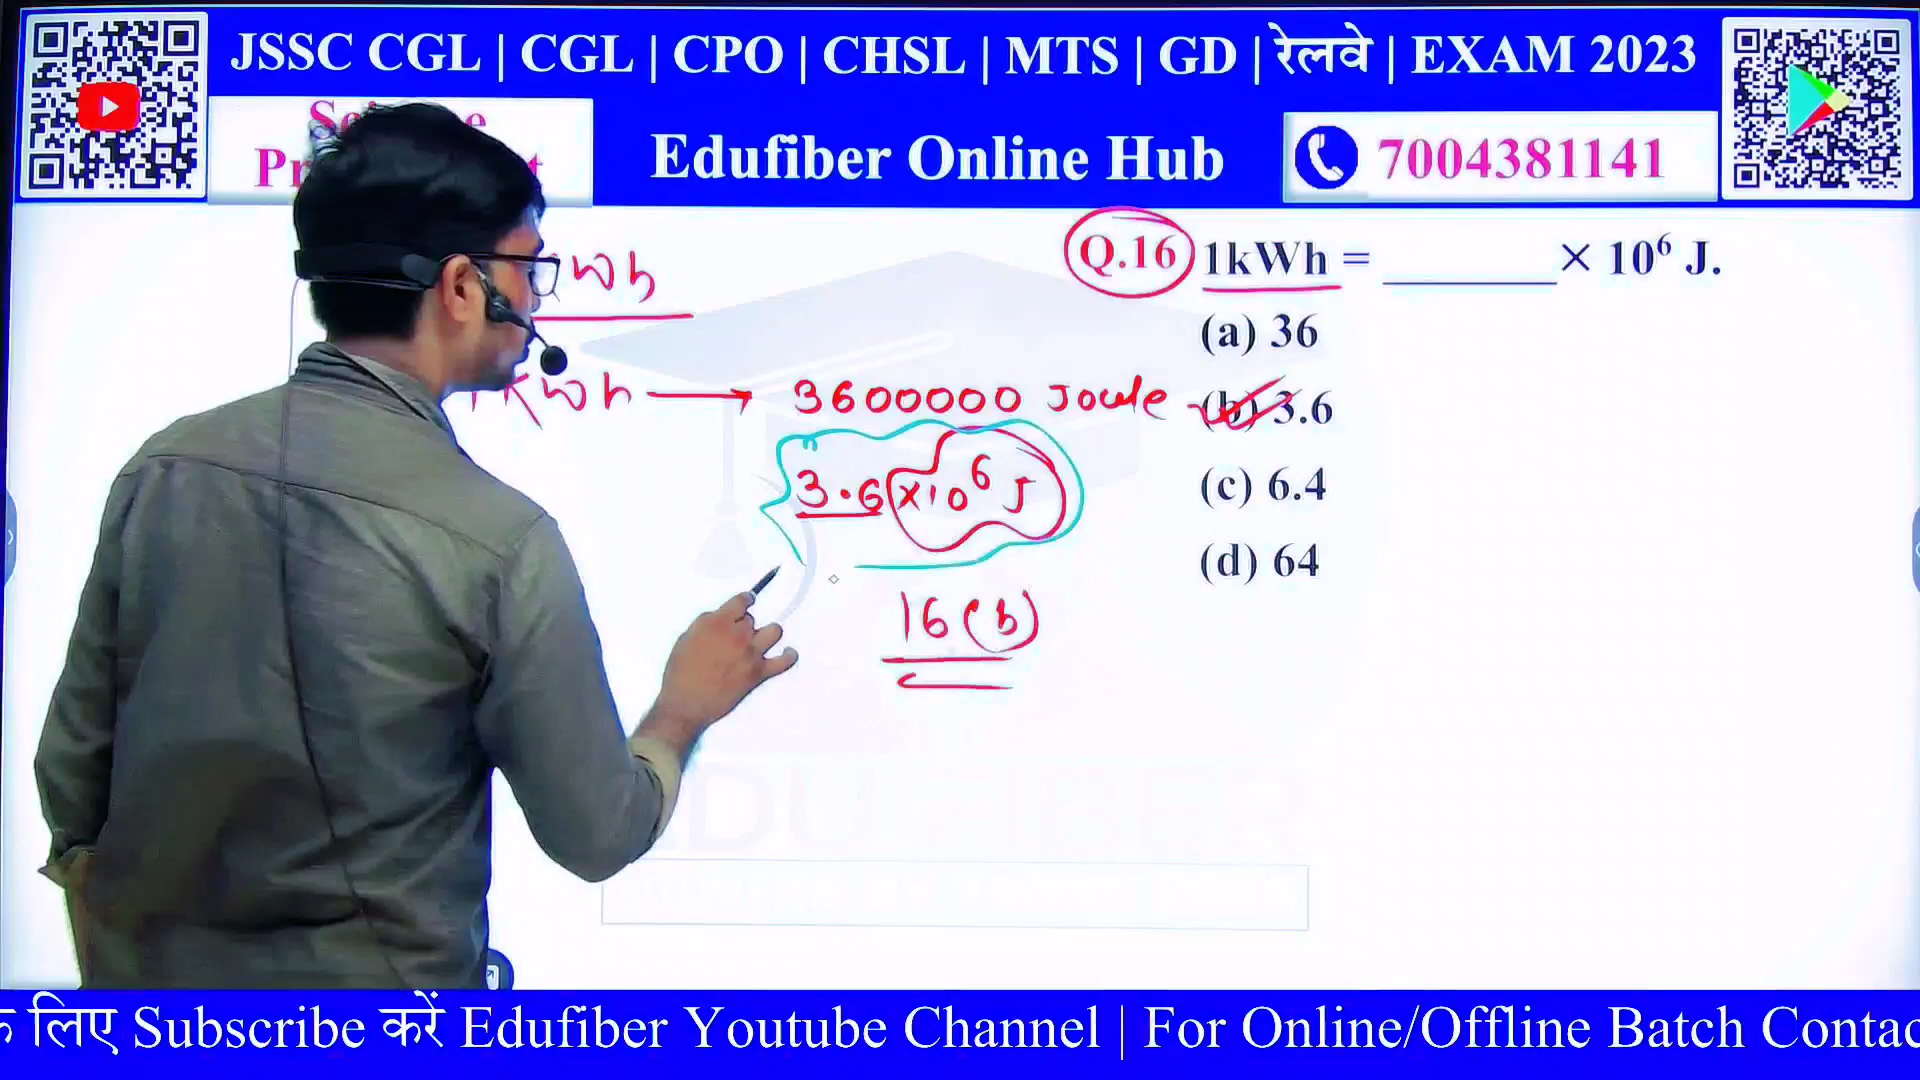 JSSC CGL | CGL | CPO | CHSL | MTS | GD | रेलवे | EXAM 2023
Edufiber Online Hub
7004381141
Q.16 1kWh = ______ × 10⁶ J.
(a) 36
(b) 3.6
(c) 6.4
(d) 64
kWh → 3600000 Joule
3.6 × 10⁶ J
16 (b)
लिए Subscribe करें Edufiber Youtube Channel | For Online/Offline Batch